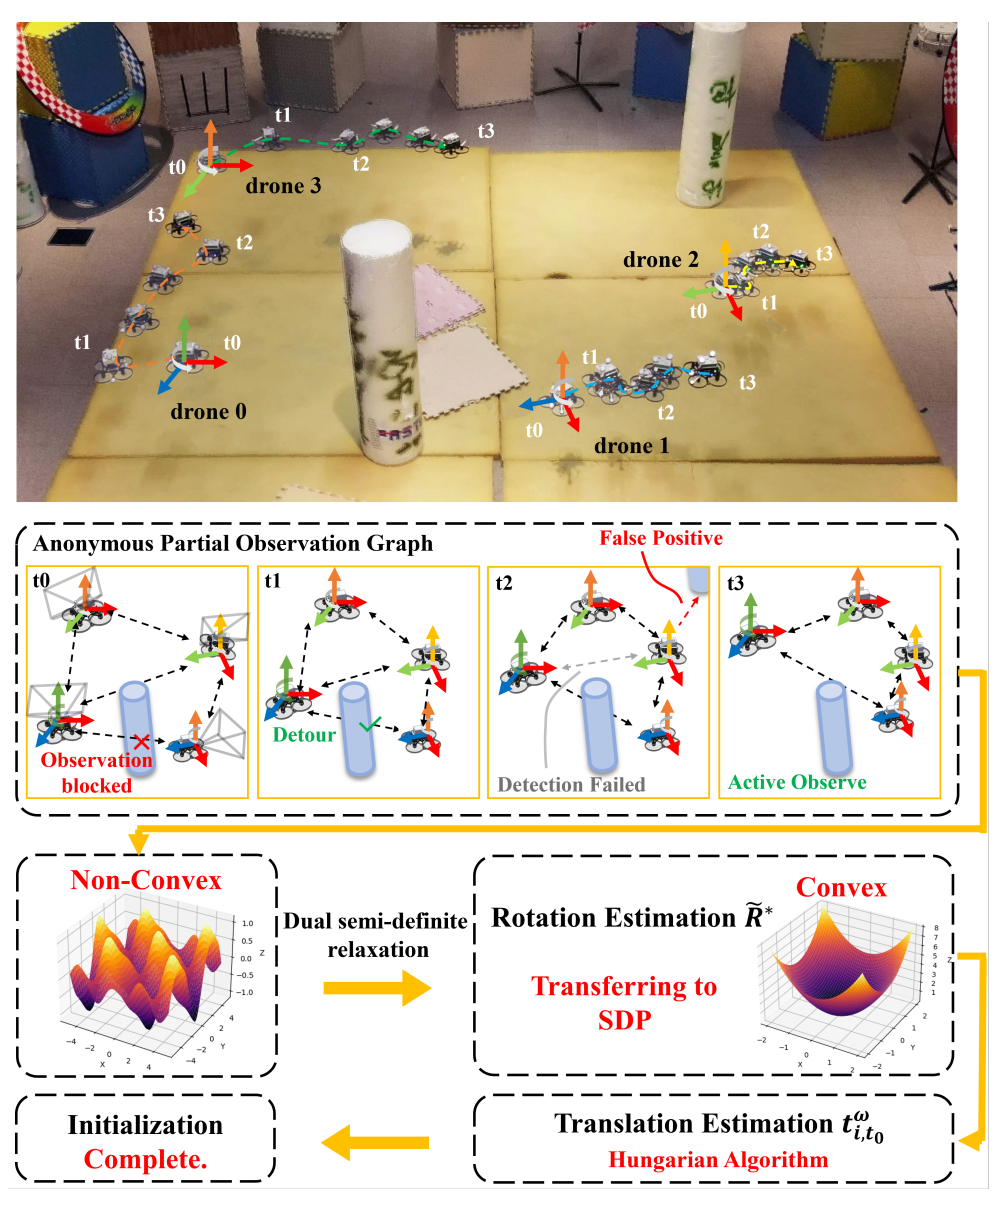 t1
t3
t0
t2
drone 3
t3
t2
t2
drone 2
t3
t0
t1
t1
t0
t1
t3
t2
drone 0
t0
drone 1
Anonymous Partial Observation Graph
False Positive
t0
t1
t2
t3
Detour
Observation
blocked
Detection Failed
Active Observe
Non-Convex
1.0
0.5
0.0
-0.5
-1.0
Z
-4
-2
0
2
4
X
-4
-2
0
2
4
Y
Dual semi-definite
relaxation
Rotation Estimation R̃*
Transferring to
SDP
Convex
8
7
6
5
4
3
2
1
Z
-2
-1
0
1
2
X
-2
-1
0
1
2
Y
Translation Estimation t^ω_{i,t_0}
Hungarian Algorithm
Initialization
Complete.